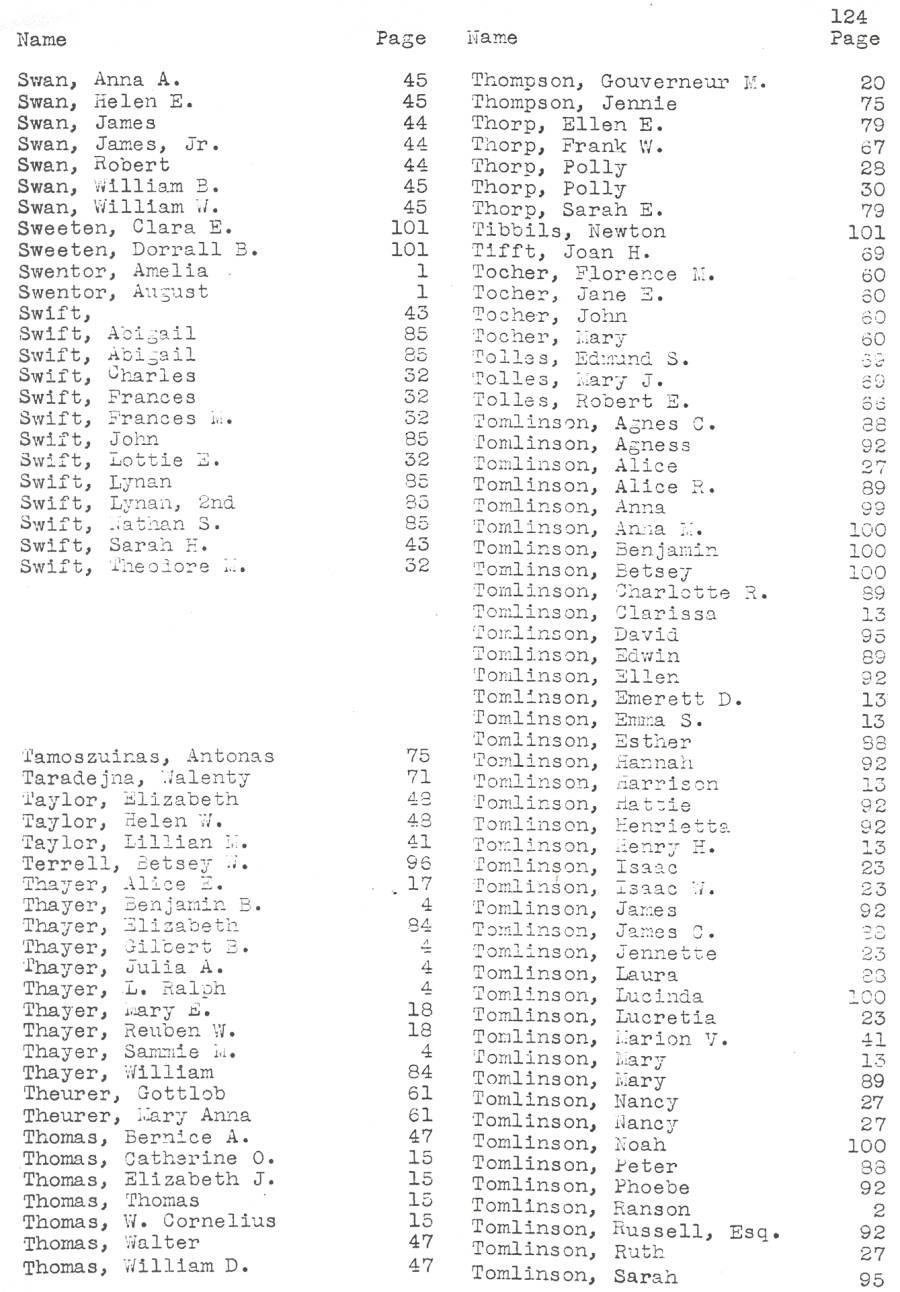 124
Name Page
Swan, Anna A. 45
Swan, Helen E. 45
Swan, James 44
Swan, James, Jr. 44
Swan, Robert 44
Swan, William B. 45
Swan, William W. 45
Sweeten, Clara E. 101
Sweeten, Dorrall B. 101
Swentor, Amelia 1
Swentor, August 1
Swift, 43
Swift, Abigail 85
Swift, Abigail 85
Swift, Charles 32
Swift, Frances 32
Swift, Frances M. 32
Swift, John 85
Swift, Lottie E. 32
Swift, Lynan 85
Swift, Lynan, 2nd 85
Swift, Nathan S. 85
Swift, Sarah H. 43
Swift, Theodore M. 32
Tamoszuinas, Antonas 75
Taradejna, Walenty 71
Taylor, Elizabeth 48
Taylor, Helen W. 48
Taylor, Lillian M. 41
Terrell, Betsey W. 96
Thayer, Alice E. 17
Thayer, Benjamin B. 4
Thayer, Elizabeth 84
Thayer, Gilbert B. 4
Thayer, Julia A. 4
Thayer, L. Ralph 4
Thayer, Mary E. 18
Thayer, Reuben W. 18
Thayer, Sammie M. 4
Thayer, William 84
Theurer, Gottlob 61
Theurer, Mary Anna 61
Thomas, Bernice A. 47
Thomas, Catherine O. 15
Thomas, Elizabeth J. 15
Thomas, Thomas 15
Thomas, W. Cornelius 15
Thomas, Walter 47
Thomas, William D. 47
Name Page
Thompson, Gouverneur M. 20
Thompson, Jennie 75
Thorp, Ellen E. 79
Thorp, Frank W. 67
Thorp, Polly 28
Thorp, Polly 30
Thorp, Sarah E. 79
Tibbils, Newton 101
Tifft, Joan H. 69
Tocher, Florence M. 60
Tocher, Jane E. 60
Tocher, John 60
Tocher, Mary 60
Tolles, Edmund S.
Tolles, Mary J. 69
Tolles, Robert E.
Tomlinson, Agnes C. 88
Tomlinson, Agness 92
Tomlinson, Alice 27
Tomlinson, Alice R. 89
Tomlinson, Anna 99
Tomlinson, Anna M. 100
Tomlinson, Benjamin 100
Tomlinson, Betsey 100
Tomlinson, Charlotte R. 89
Tomlinson, Clarissa 13
Tomlinson, David 95
Tomlinson, Edwin 89
Tomlinson, Ellen 92
Tomlinson, Emerett D. 13
Tomlinson, Emma S. 13
Tomlinson, Esther 88
Tomlinson, Hannah 92
Tomlinson, Harrison 13
Tomlinson, Hattie 92
Tomlinson, Henrietta 92
Tomlinson, Henry H. 13
Tomlinson, Isaac 23
Tomlinson, Isaac W. 23
Tomlinson, James 92
Tomlinson, James C.
Tomlinson, Jennette 23
Tomlinson, Laura
Tomlinson, Lucinda 100
Tomlinson, Lucretia 23
Tomlinson, Marion V. 41
Tomlinson, Mary 13
Tomlinson, Mary 89
Tomlinson, Nancy 27
Tomlinson, Nancy 27
Tomlinson, Noah 100
Tomlinson, Peter 88
Tomlinson, Phoebe 92
Tomlinson, Ranson 2
Tomlinson, Russell, Esq. 92
Tomlinson, Ruth 27
Tomlinson, Sarah 95